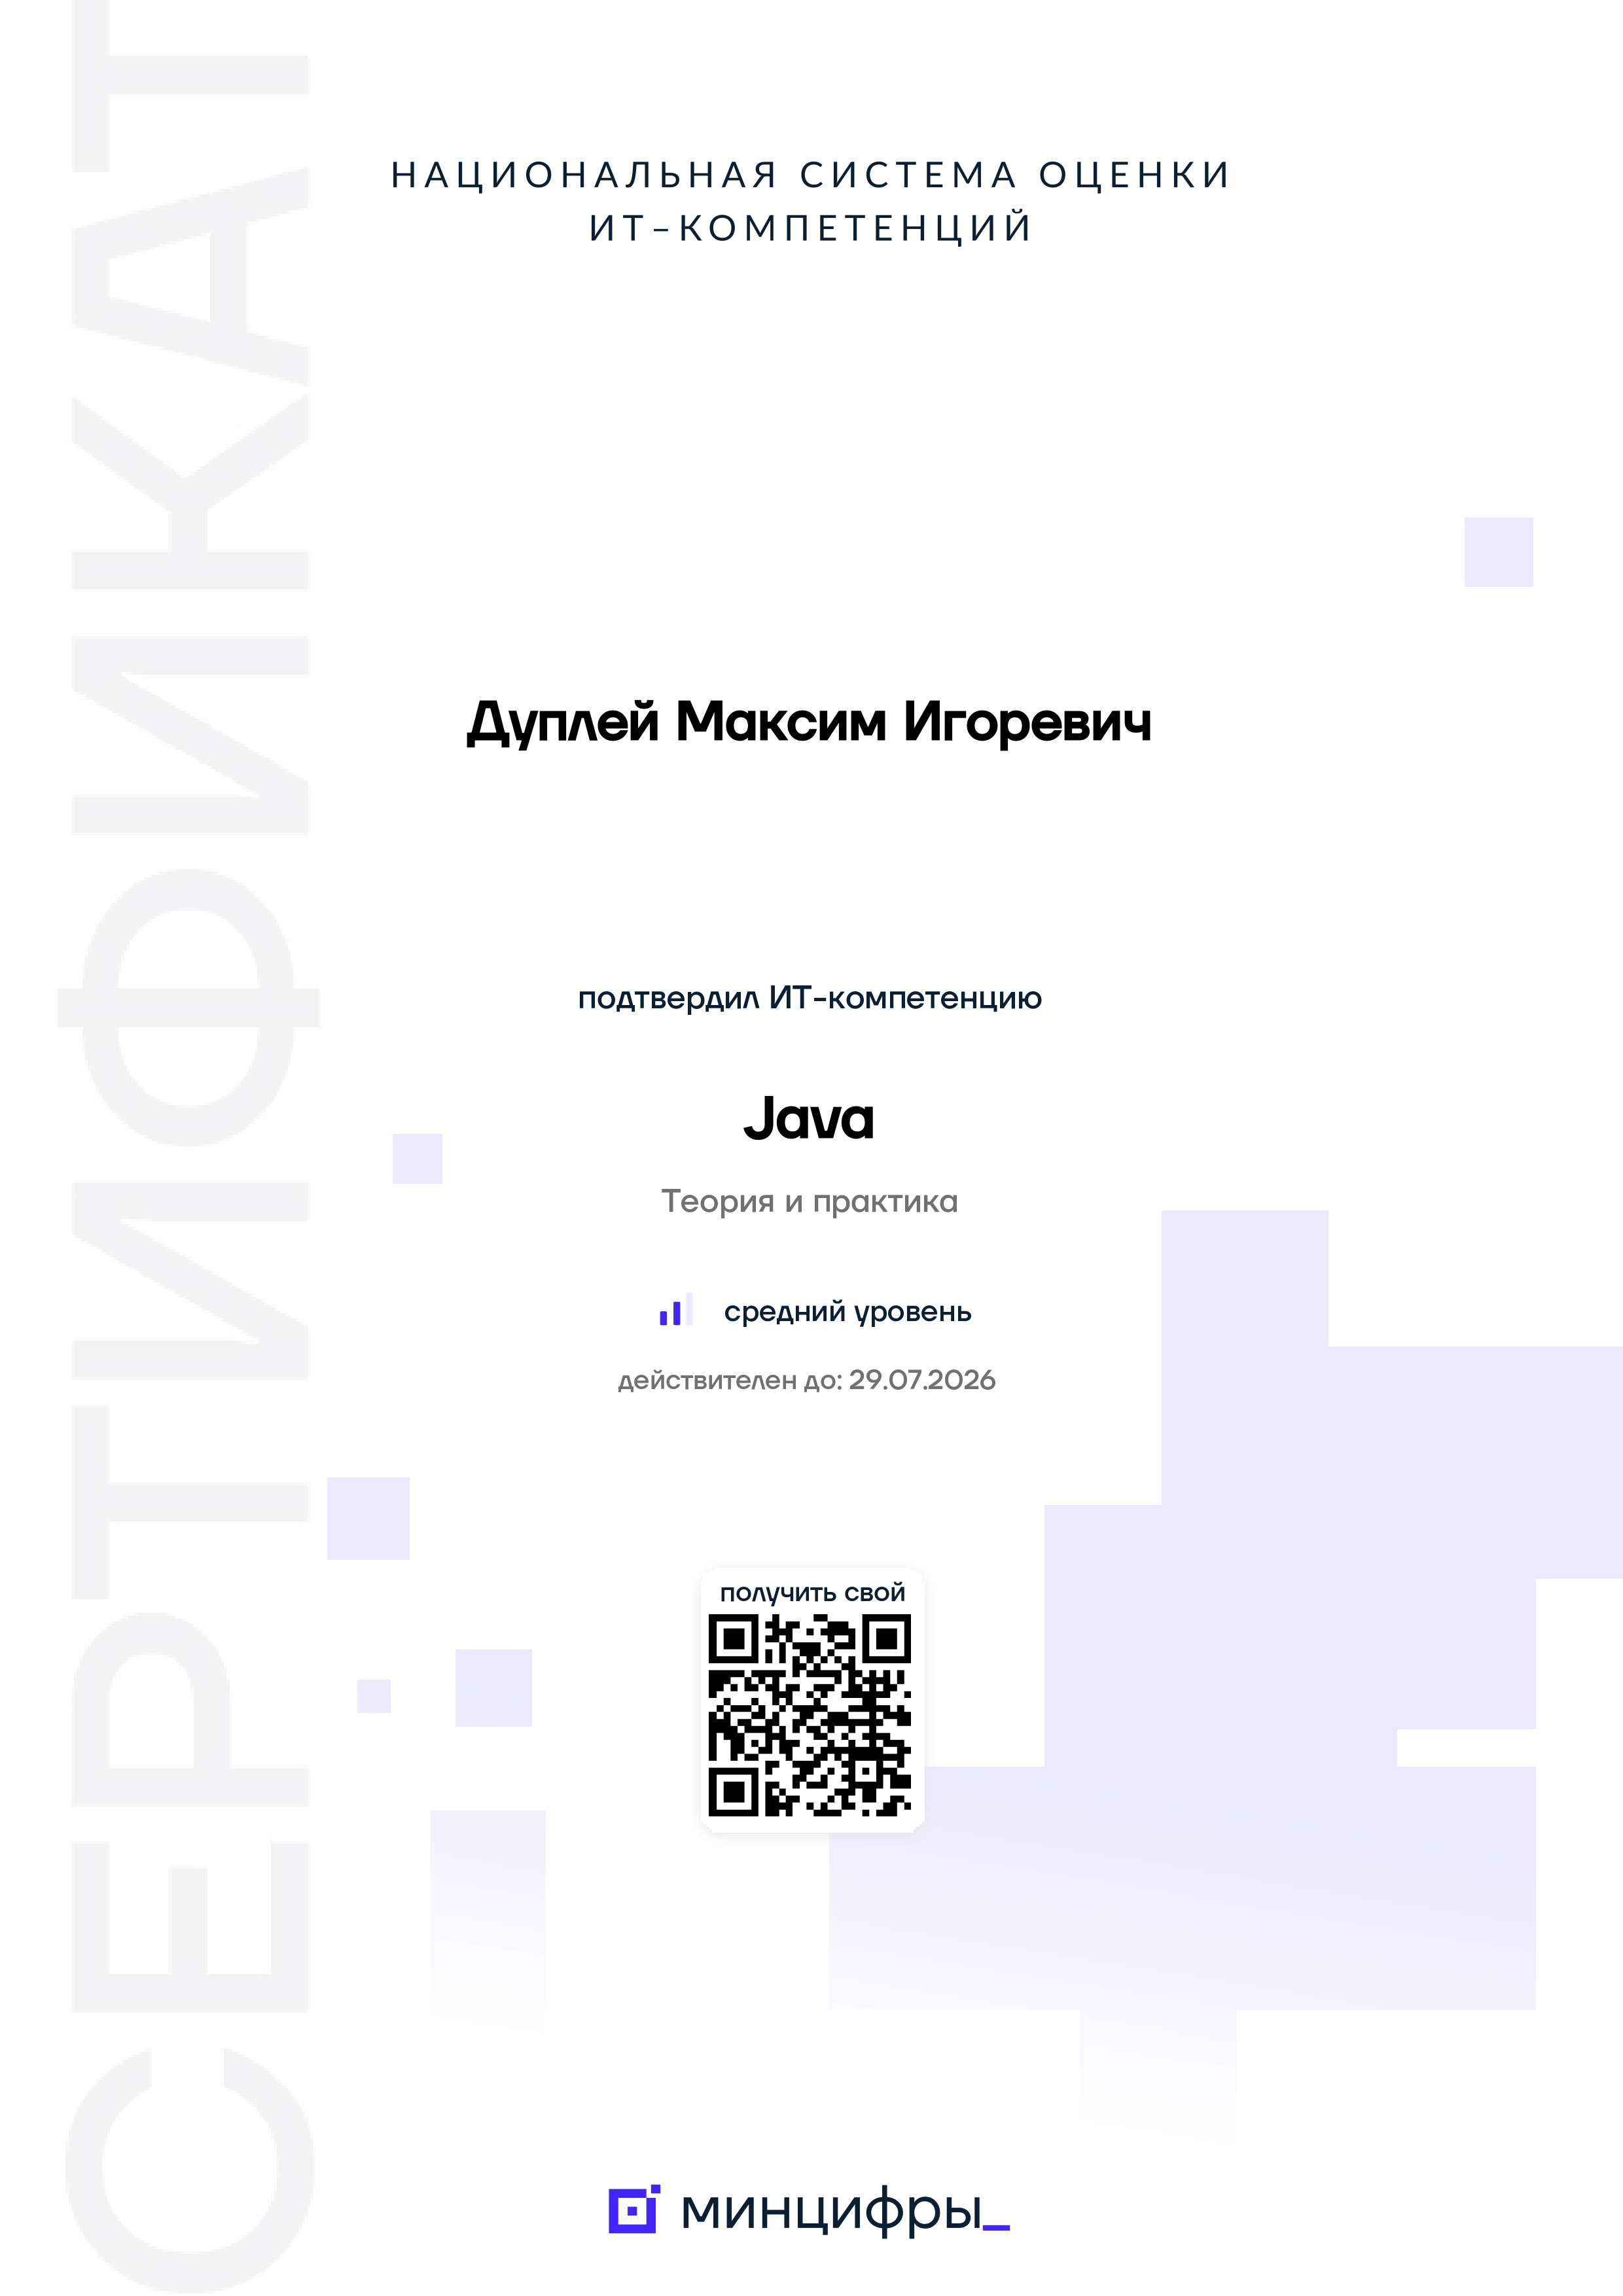 СЕРТИФИКАТ
НАЦИОНАЛЬНАЯ СИСТЕМА ОЦЕНКИ
ИТ-КОМПЕТЕНЦИЙ
Дуплей Максим Игоревич
подтвердил ИТ-компетенцию
Java
Теория и практика
средний уровень
действителен до: 29.07.2026
получить свой
минцифры_